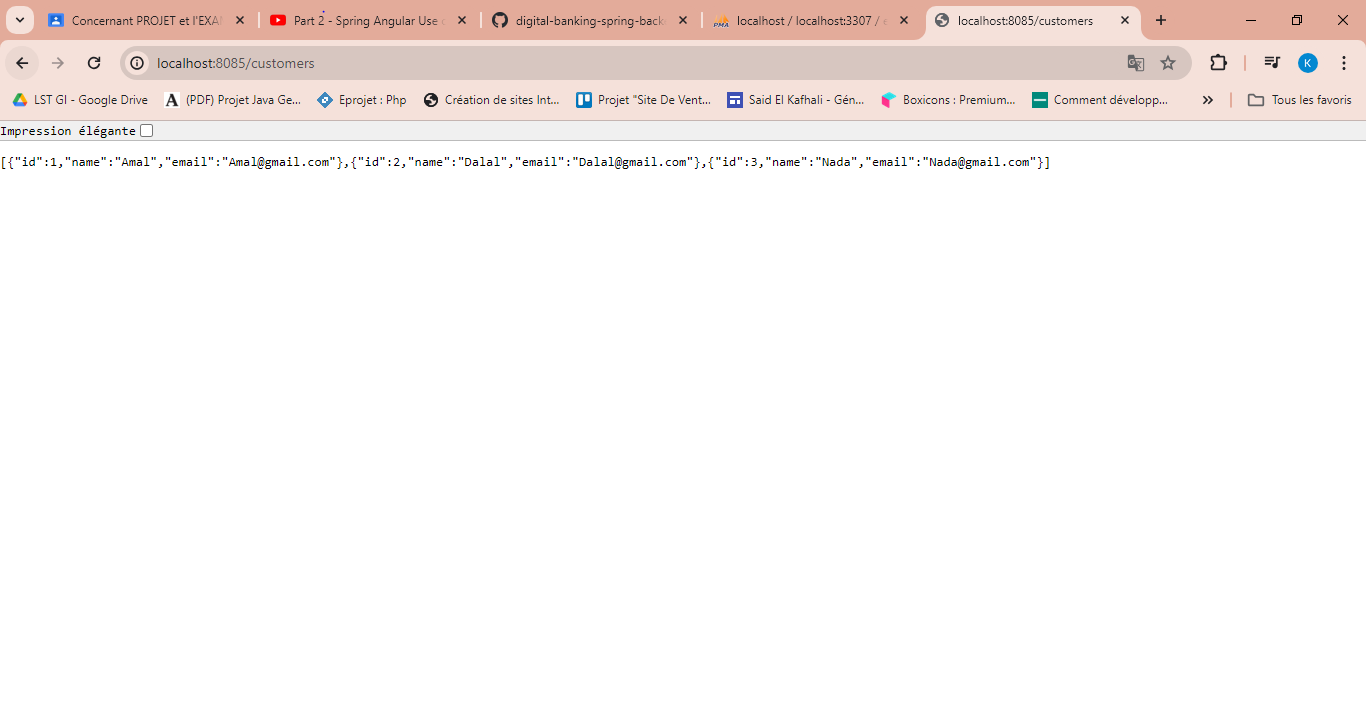 Concernant PROJET et l'EXA
Part 2 - Spring Angular Use c
digital-banking-spring-back
localhost / localhost:3307 / e
localhost:8085/customers
localhost:8085/customers
K
LST GI - Google Drive
A (PDF) Projet Java Ge...
Eprojet : Php
Création de sites Int...
Projet "Site De Vent...
Said El Kafhali - Gén...
Boxicons : Premium...
Comment développ...
Tous les favoris
Impression élégante
[{"id":1,"name":"Amal","email":"Amal@gmail.com"},{"id":2,"name":"Dalal","email":"Dalal@gmail.com"},{"id":3,"name":"Nada","email":"Nada@gmail.com"}]